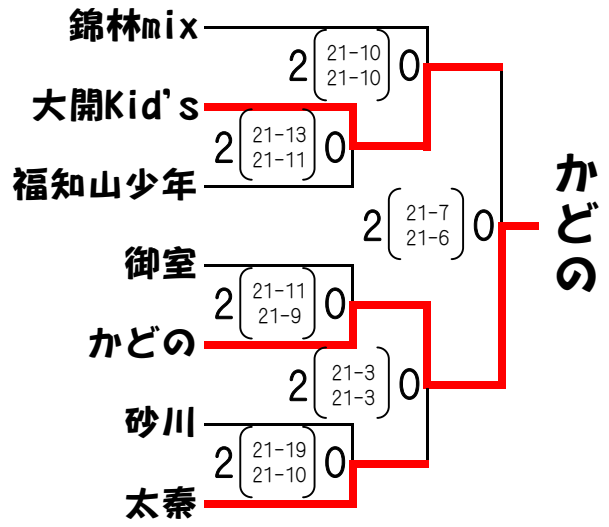 錦林mix
2 21-10 0
21-10
大開Kid's
2 21-13 0
21-11
福知山少年
2 21-7 0
21-6
かどの
御室
2 21-11 0
21-9
かどの
2 21-3 0
21-3
砂川
2 21-19 0
21-10
太秦